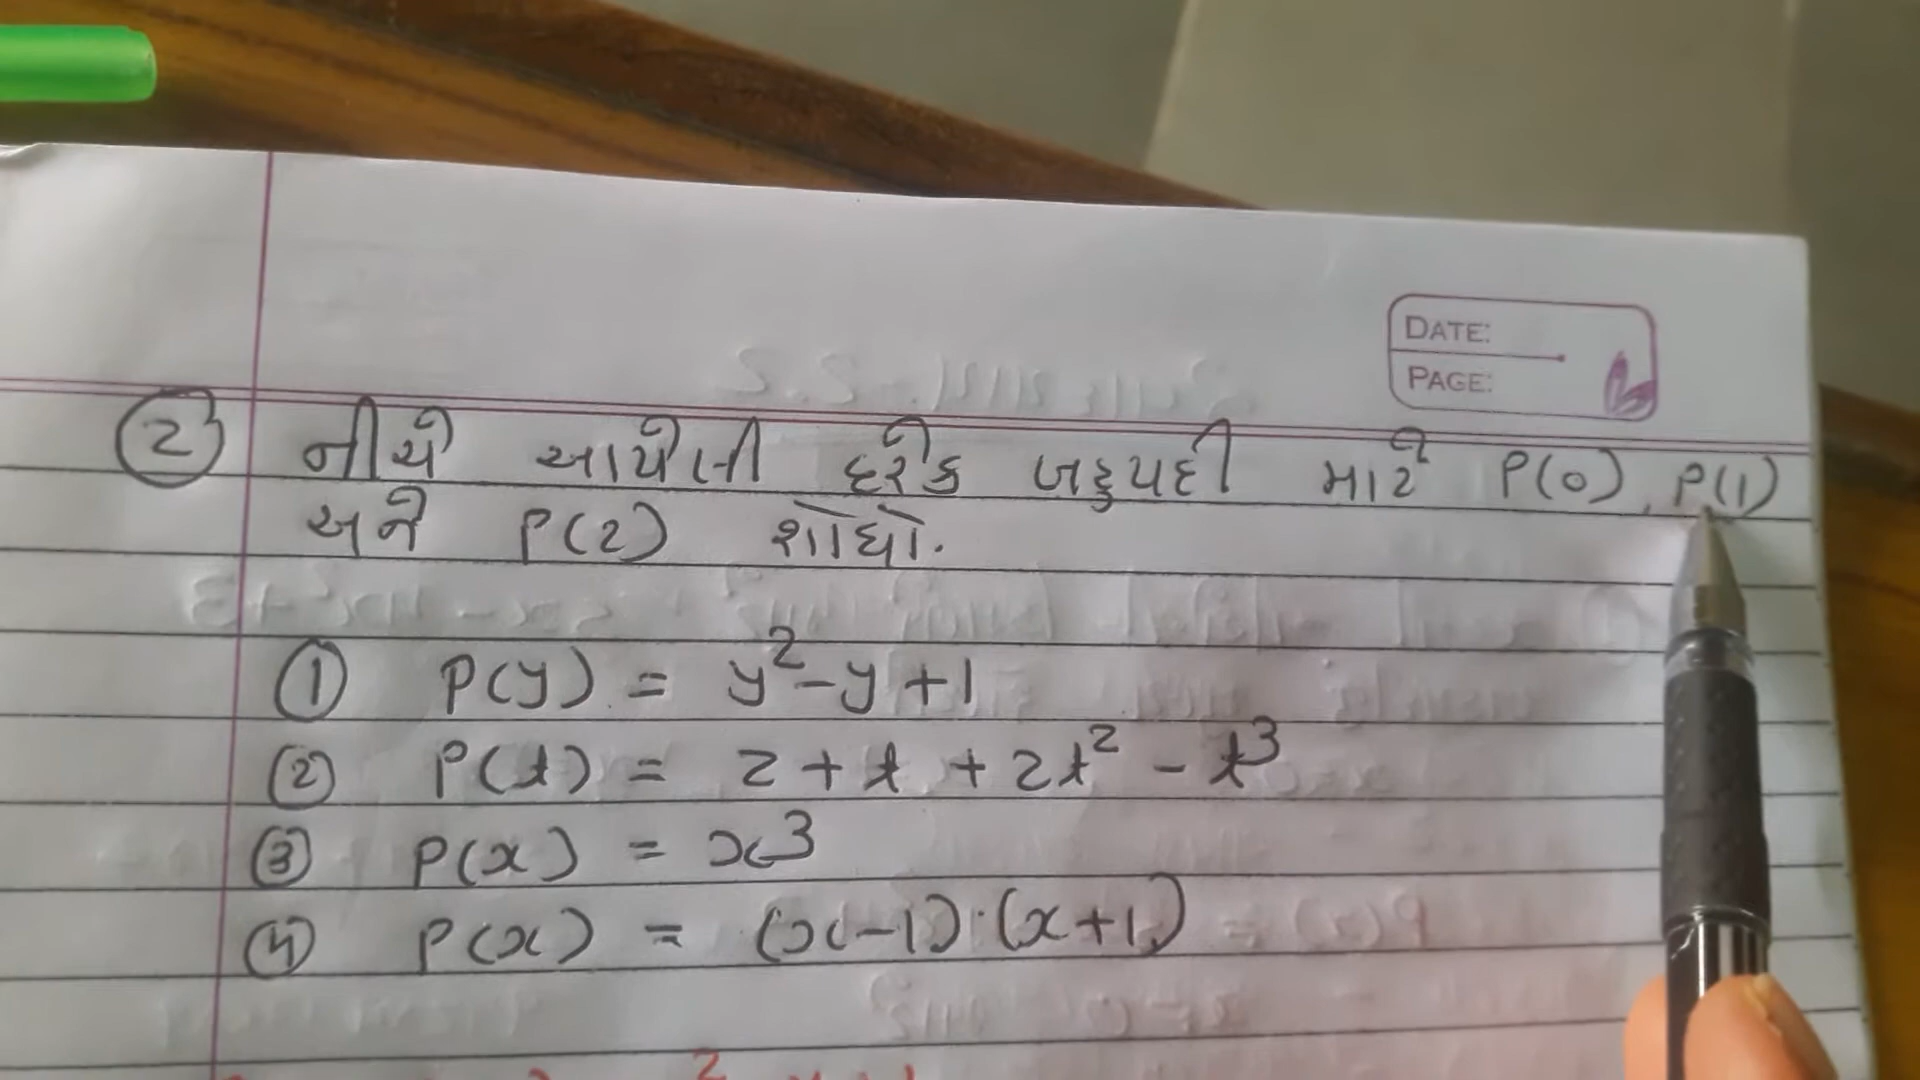 DATE:
PAGE:
② નીચે આપેલી દરેક બહુપદી માટે P(0), P(1)
અને P(2) શોધો.
① P(y) = y²-y+1
② P(t) = 2+t+2t²-t³
③ P(x) = x³
④ P(x) = (x-1)·(x+1)